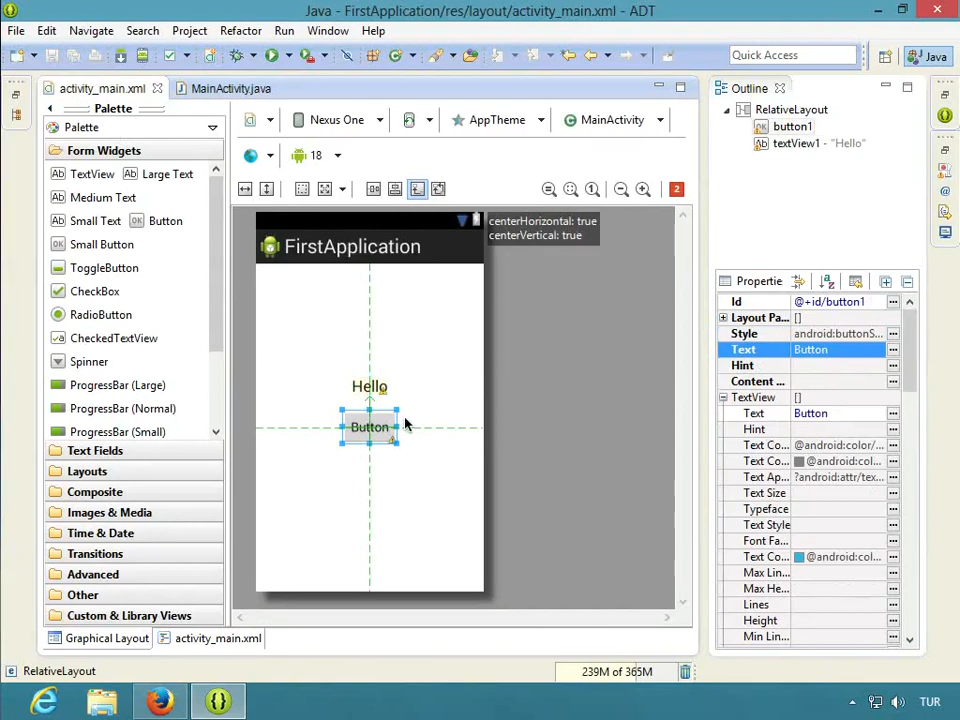 Java - FirstApplication/res/layout/activity_main.xml - ADT
File Edit Navigate Search Project Refactor Run Window Help
Quick Access
Java
activity_main.xml
MainActivity.java
Outline
Palette
Nexus One
AppTheme
MainActivity
RelativeLayout
button1
textView1 - "Hello"
Palette
18
Form Widgets
TextView
Large Text
Medium Text
Small Text
Button
Small Button
ToggleButton
CheckBox
RadioButton
CheckedTextView
Spinner
ProgressBar (Large)
ProgressBar (Normal)
ProgressBar (Small)
Text Fields
Layouts
Composite
Images & Media
Time & Date
Transitions
Advanced
Other
Custom & Library Views
2
centerHorizontal: true
centerVertical: true
FirstApplication
Hello
OK
Button
Propertie
Id @+id/button1
Layout Pa... []
Style android:buttonS...
Text Button
Hint
Content ...
TextView []
Text Button
Hint
Text Co... @android:color/
Text Co... @android:col...
Text Ap... ?android:attr/tex...
Text Size
Typeface
Text Style
Font Fa...
Text Co... @android:col...
Max Lin...
Max He...
Lines
Height
Min Lin...
Graphical Layout
activity_main.xml
RelativeLayout
239M of 365M
TUR